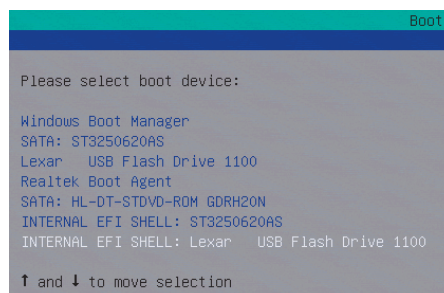 Boot
Please select boot device:
Windows Boot Manager
SATA: ST3250620AS
Lexar   USB Flash Drive 1100
Realtek Boot Agent
SATA: HL-DT-STDVD-ROM GDRH20N
INTERNAL EFI SHELL: ST3250620AS
INTERNAL EFI SHELL: Lexar   USB Flash Drive 1100
↑ and ↓ to move selection